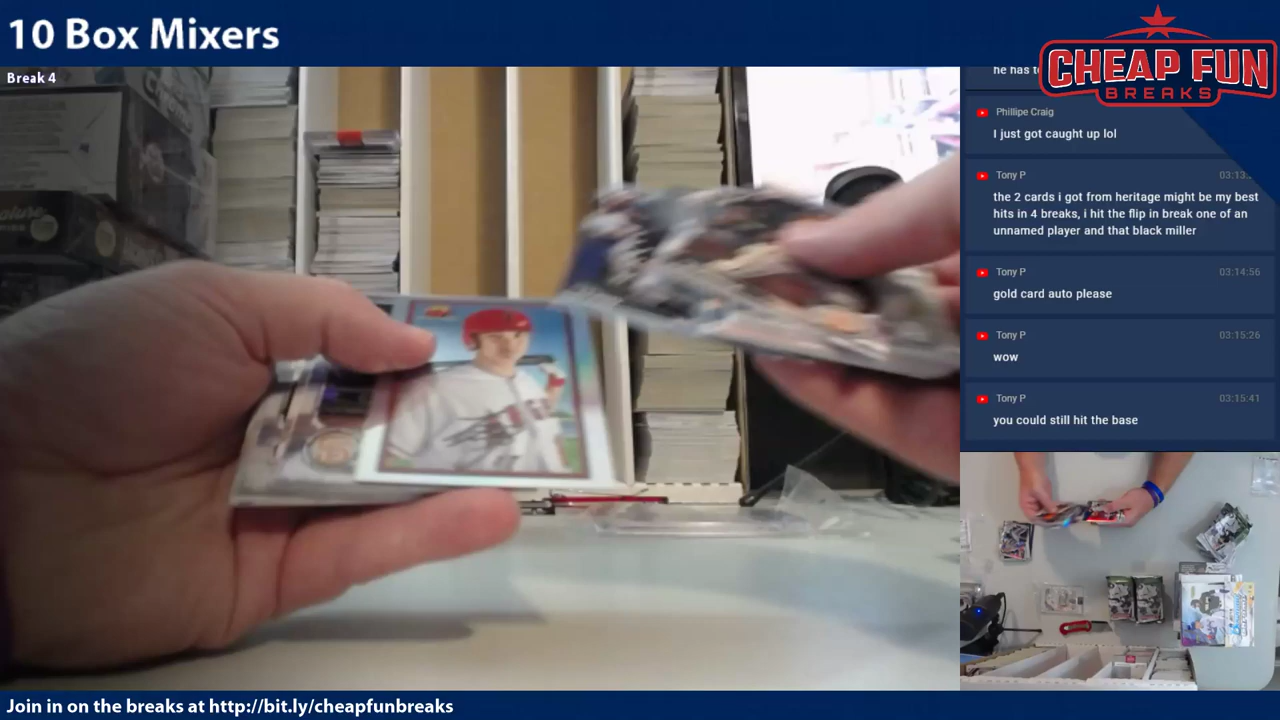 10 Box Mixers
CHEAP FUN
BREAKS
Break 4
he has
Phillipe Craig
I just got caught up lol
Tony P
03:13:
the 2 cards i got from heritage might be my best
hits in 4 breaks, i hit the flip in break one of an
unnamed player and that black miller
Tony P
03:14:56
gold card auto please
Tony P
03:15:26
wow
Tony P
03:15:41
you could still hit the base
Join in on the breaks at http://bit.ly/cheapfunbreaks